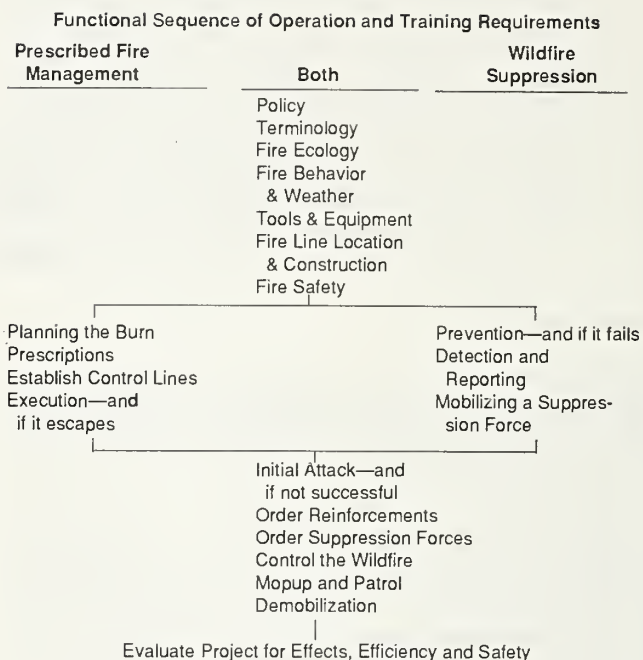 Functional Sequence of Operation and Training Requirements
Prescribed Fire
Management
Both
Wildfire
Suppression
Policy
Terminology
Fire Ecology
Fire Behavior
& Weather
Tools & Equipment
Fire Line Location
& Construction
Fire Safety
Planning the Burn
Prescriptions
Establish Control Lines
Execution—and
if it escapes
Prevention—and if it fails
Detection and
Reporting
Mobilizing a Suppres-
sion Force
Initial Attack—and
if not successful
Order Reinforcements
Order Suppression Forces
Control the Wildfire
Mopup and Patrol
Demobilization
Evaluate Project for Effects, Efficiency and Safety